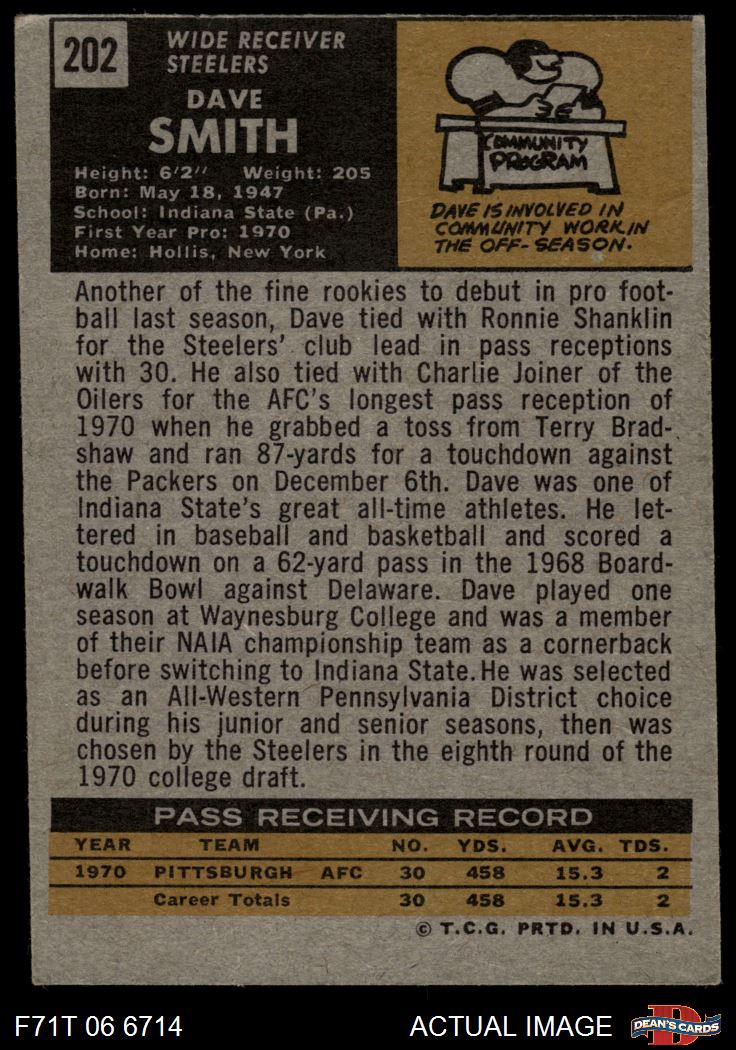 202
WIDE RECEIVER
STEELERS
DAVE
SMITH
Height: 6'2" Weight: 205
Born: May 18, 1947
School: Indiana State (Pa.)
First Year Pro: 1970
Home: Hollis, New York
COMMUNITY
PROGRAM
DAVE IS INVOLVED IN
COMMUNITY WORK IN
THE OFF-SEASON.
Another of the fine rookies to debut in pro foot-
ball last season, Dave tied with Ronnie Shanklin
for the Steelers' club lead in pass receptions
with 30. He also tied with Charlie Joiner of the
Oilers for the AFC's longest pass reception of
1970 when he grabbed a toss from Terry Brad-
shaw and ran 87-yards for a touchdown against
the Packers on December 6th. Dave was one of
Indiana State's great all-time athletes. He let-
tered in baseball and basketball and scored a
touchdown on a 62-yard pass in the 1968 Board-
walk Bowl against Delaware. Dave played one
season at Waynesburg College and was a member
of their NAIA championship team as a cornerback
before switching to Indiana State. He was selected
as an All-Western Pennsylvania District choice
during his junior and senior seasons, then was
chosen by the Steelers in the eighth round of the
1970 college draft.
PASS RECEIVING RECORD
YEAR TEAM NO. YDS. AVG. TDS.
1970 PITTSBURGH AFC 30 458 15.3 2
Career Totals 30 458 15.3 2
© T.C.G. PRTD. IN U.S.A.
F71T 06 6714 ACTUAL IMAGE DEAN'S CARDS